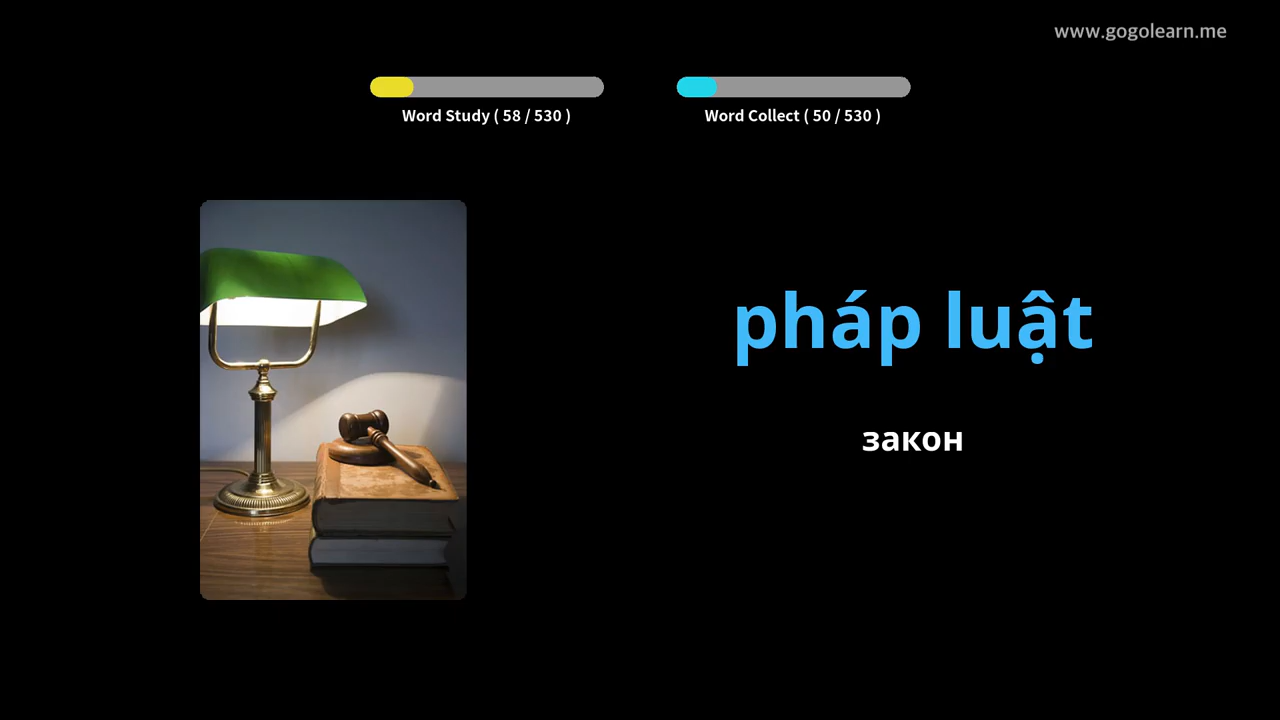 www.gogolearn.me
Word Study ( 58 / 530 )
Word Collect ( 50 / 530 )
pháp luật
закон